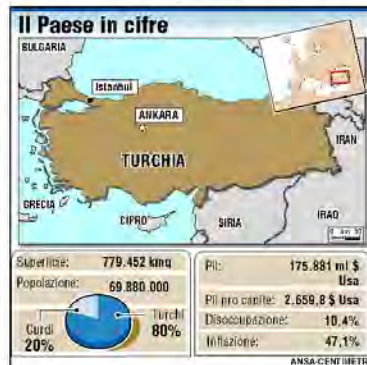 Il Paese in cifre
BULGARIA
Istanbul
ANKARA
TURCHIA
IRAN
GRECIA
CIPRO
SIRIA
IRAQ
Superficie: 779.452 kmq
Popolazione: 69.880.000
Curdi
20%
Turchi
80%
Pil: 175.881 ml $
Usa
Pil pro capite: 2.659,8 $ Usa
Disoccupazione: 10,4%
Inflazione: 47,1%
ANSA-CENTIMETRI